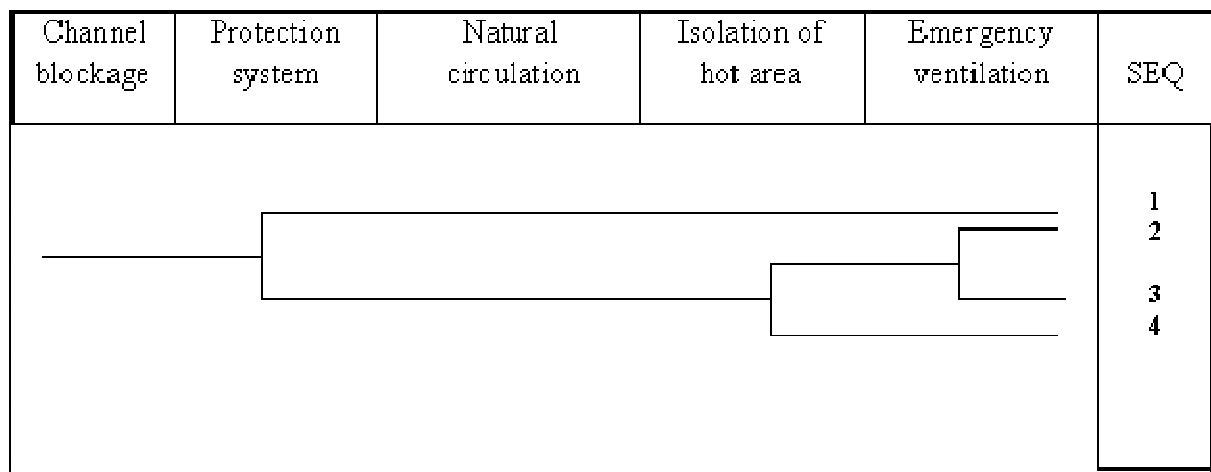 Channel blockage
Protection system
Natural circulation
Isolation of hot area
Emergency ventilation
SEQ
1
2
3
4